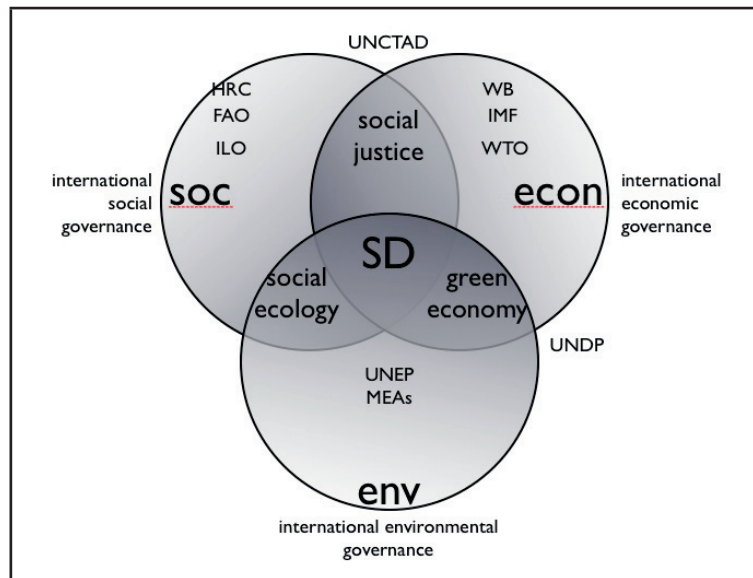 UNCTAD
HRC
FAO
ILO
WB
IMF
WTO
social
justice
international
social
governance
soc
econ
international
economic
governance
SD
social
ecology
green
economy
UNDP
UNEP
MEAs
env
international environmental
governance